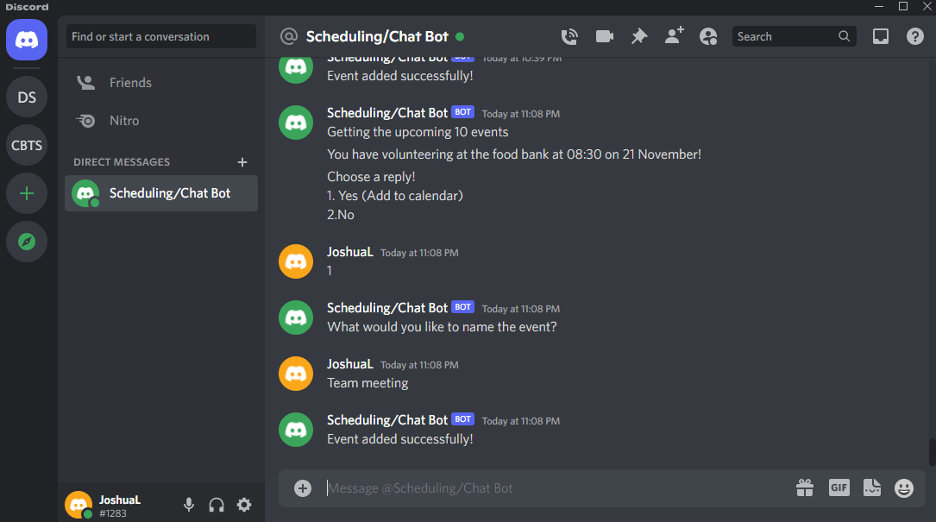 Discord
Find or start a conversation
Friends
Nitro
DIRECT MESSAGES
Scheduling/Chat Bot
DS
CBTS
JoshuaL
#1283
Scheduling/Chat Bot
Search
Scheduling/Chat Bot BOT Today at 10:39 PM
Event added successfully!
Scheduling/Chat Bot BOT Today at 11:08 PM
Getting the upcoming 10 events
You have volunteering at the food bank at 08:30 on 21 November!
Choose a reply!
1. Yes (Add to calendar)
2.No
JoshuaL Today at 11:08 PM
1
Scheduling/Chat Bot BOT Today at 11:08 PM
What would you like to name the event?
JoshuaL Today at 11:08 PM
Team meeting
Scheduling/Chat Bot BOT Today at 11:08 PM
Event added successfully!
Message @Scheduling/Chat Bot
GIF